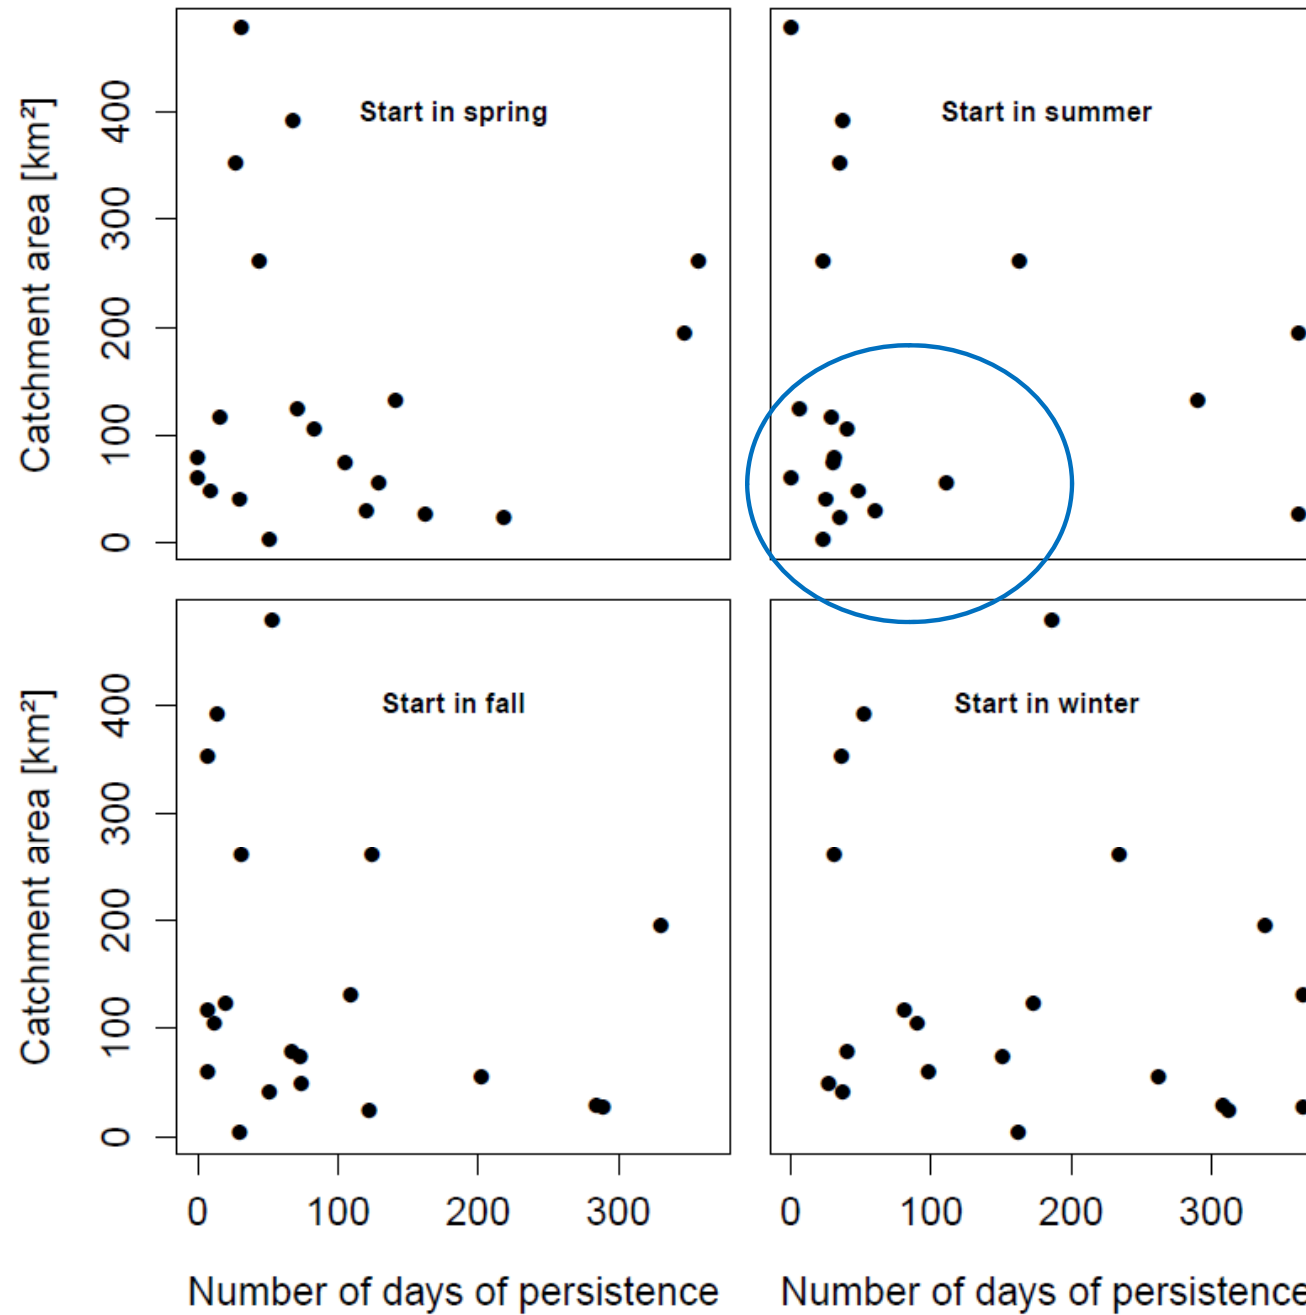 Catchment area [km²]
400
300
200
100
0
Start in spring
Start in summer
Catchment area [km²]
400
300
200
100
0
Start in fall
Start in winter
0 100 200 300
0 100 200 300
Number of days of persistence
Number of days of persistence